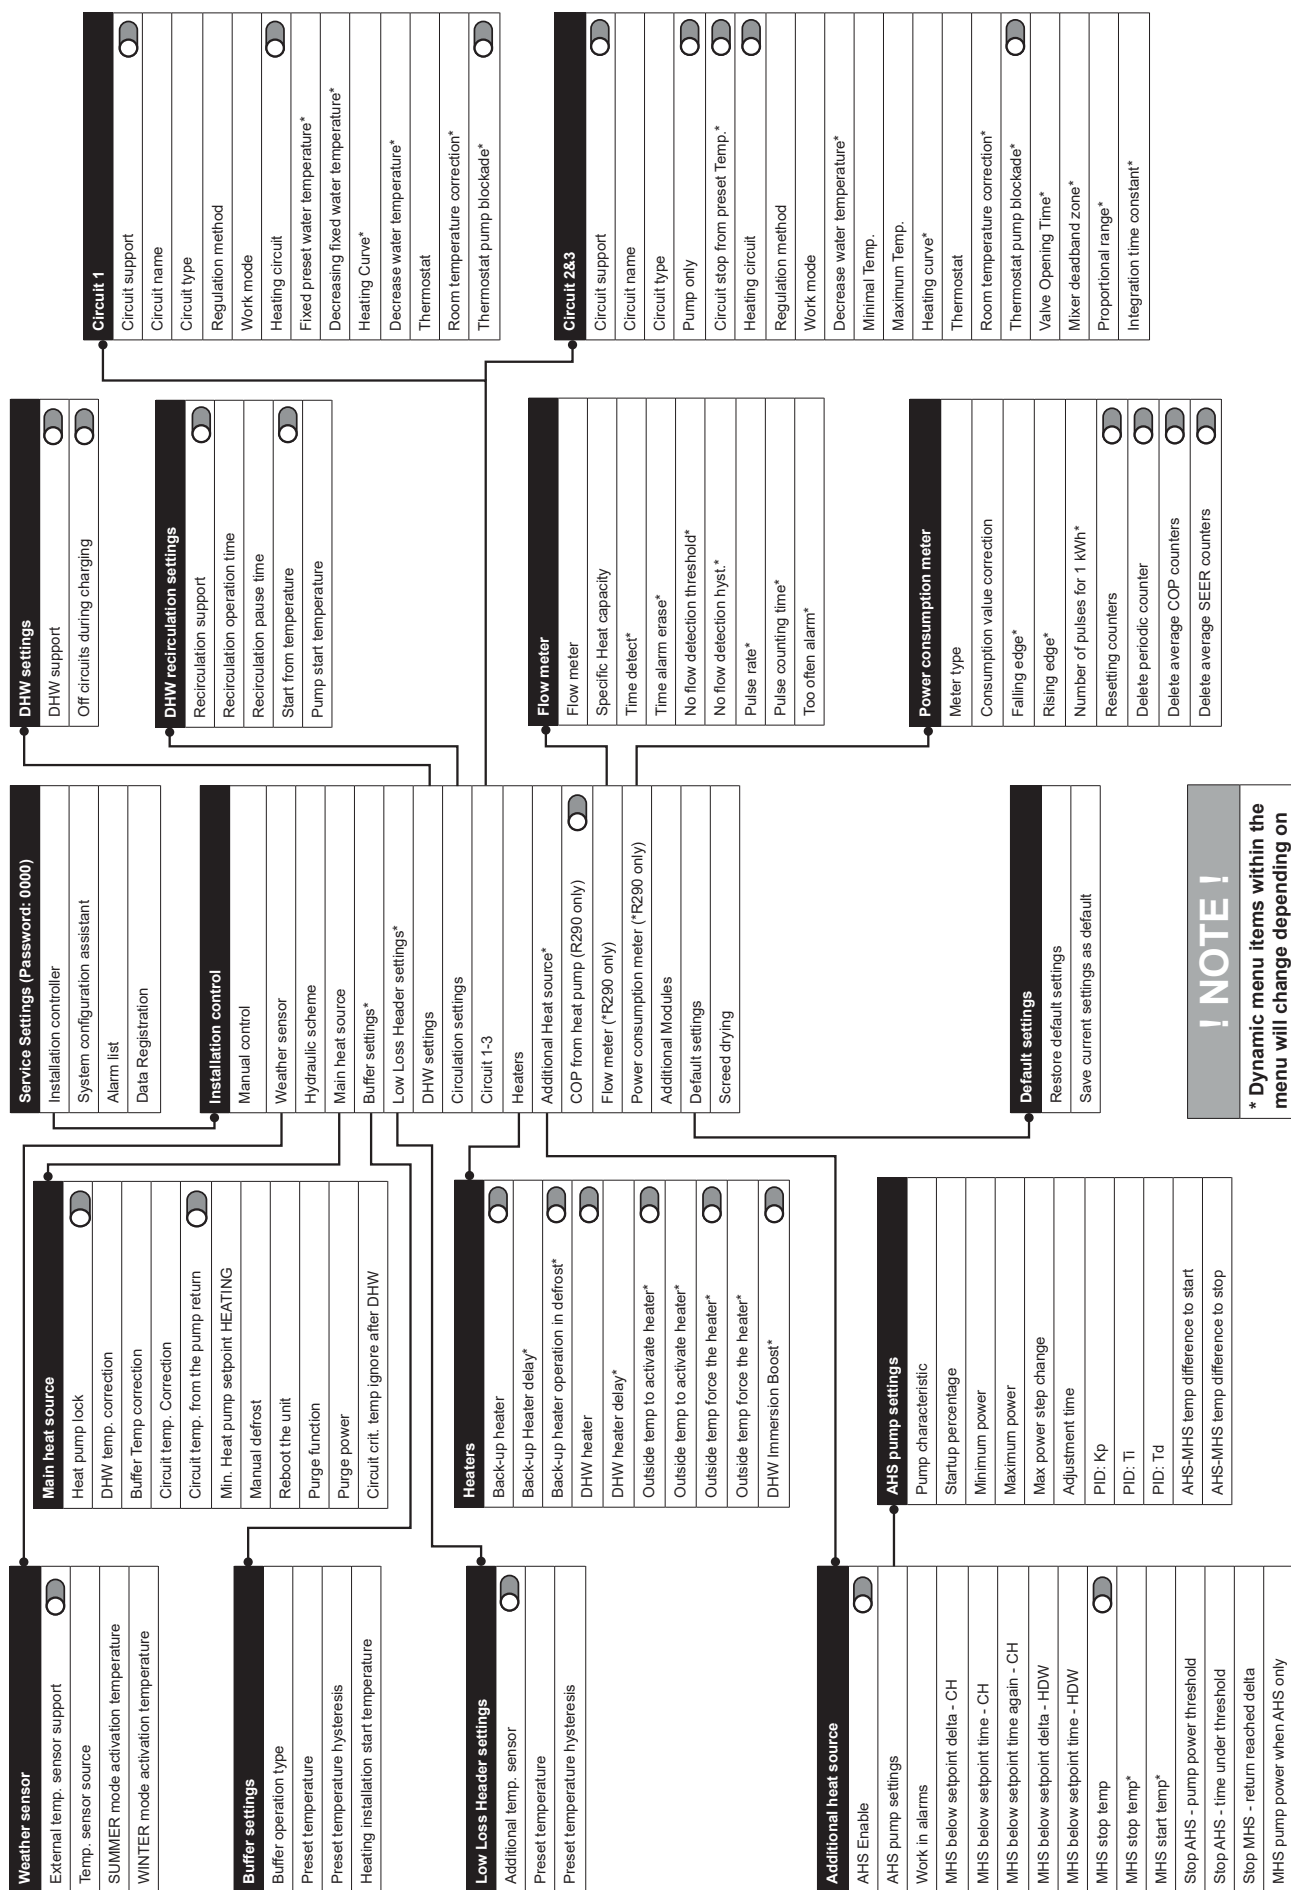 Service Settings (Password: 0000)
Installation controller
System configuration assistant
Alarm list
Data Registration
Installation control
Manual control
Weather sensor
Hydraulic scheme
Main heat source
Buffer settings*
Low Loss Header settings*
DHW settings
Circulation settings
Circuit 1-3
Heaters
Additional Heat source*
COP from heat pump (R290 only)
Flow meter (*R290 only)
Power consumption meter (*R290 only)
Additional Modules
Default settings
Screed drying
Weather sensor
External temp. sensor support
Temp. sensor source
SUMMER mode activation temperature
WINTER mode activation temperature
Buffer settings
Buffer operation type
Preset temperature
Preset temperature hysteresis
Heating installation start temperature
Low Loss Header settings
Additional temp. sensor
Preset temperature
Preset temperature hysteresis
Additional heat source
AHS Enable
AHS pump settings
Work in alarms
MHS below setpoint delta - CH
MHS below setpoint time - CH
MHS below setpoint time again - CH
MHS below setpoint delta - HDW
MHS below setpoint time - HDW
MHS stop temp
MHS stop temp*
MHS start temp*
Stop AHS - pump power threshold
Stop AHS - time under threshold
Stop MHS - return reached delta
MHS pump power when AHS only
Main heat source
Heat pump lock
DHW temp. correction
Buffer Temp correction
Circuit temp. Correction
Circuit temp. from the pump return
Min. Heat pump setpoint HEATING
Manual defrost
Reboot the unit
Purge function
Purge power
Circuit crit. temp ignore after DHW
Heaters
Back-up heater
Back-up Heater delay*
Back-up heater operation in defrost*
DHW heater
DHW heater delay*
Outside temp to activate heater*
Outside temp to activate heater*
Outside temp force the heater*
Outside temp force the heater*
DHW Immersion Boost*
AHS pump settings
Pump characteristic
Startup percentage
Minimum power
Maximum power
Max power step change
Adjustment time
PID: Kp
PID: Ti
PID: Td
AHS-MHS temp difference to start
AHS-MHS temp difference to stop
Default settings
Restore default settings
Save current settings as default
! NOTE !
* Dynamic menu items within the
menu will change depending on
DHW settings
DHW support
Off circuits during charging
DHW recirculation settings
Recirculation support
Recirculation operation time
Recirculation pause time
Start from temperature
Pump start temperature
Flow meter
Flow meter
Specific Heat capacity
Time detect*
Time alarm erase*
No flow detection threshold*
No flow detection hyst.*
Pulse rate*
Pulse counting time*
Too often alarm*
Power consumption meter
Meter type
Consumption value correction
Falling edge*
Rising edge*
Number of pulses for 1 kWh*
Resetting counters
Delete periodic counter
Delete average COP counters
Delete average SEER counters
Circuit 1
Circuit support
Circuit name
Circuit type
Regulation method
Work mode
Heating circuit
Fixed preset water temperature*
Decreasing fixed water temperature*
Heating Curve*
Decrease water temperature*
Thermostat
Room temperature correction*
Thermostat pump blockade*
Circuit 2&3
Circuit support
Circuit name
Circuit type
Pump only
Circuit stop from preset Temp.*
Heating circuit
Regulation method
Work mode
Decrease water temperature*
Minimal Temp.
Maximum Temp.
Heating curve*
Thermostat
Room temperature correction*
Thermostat pump blockade*
Valve Opening Time*
Mixer deadband zone*
Proportional range*
Integration time constant*